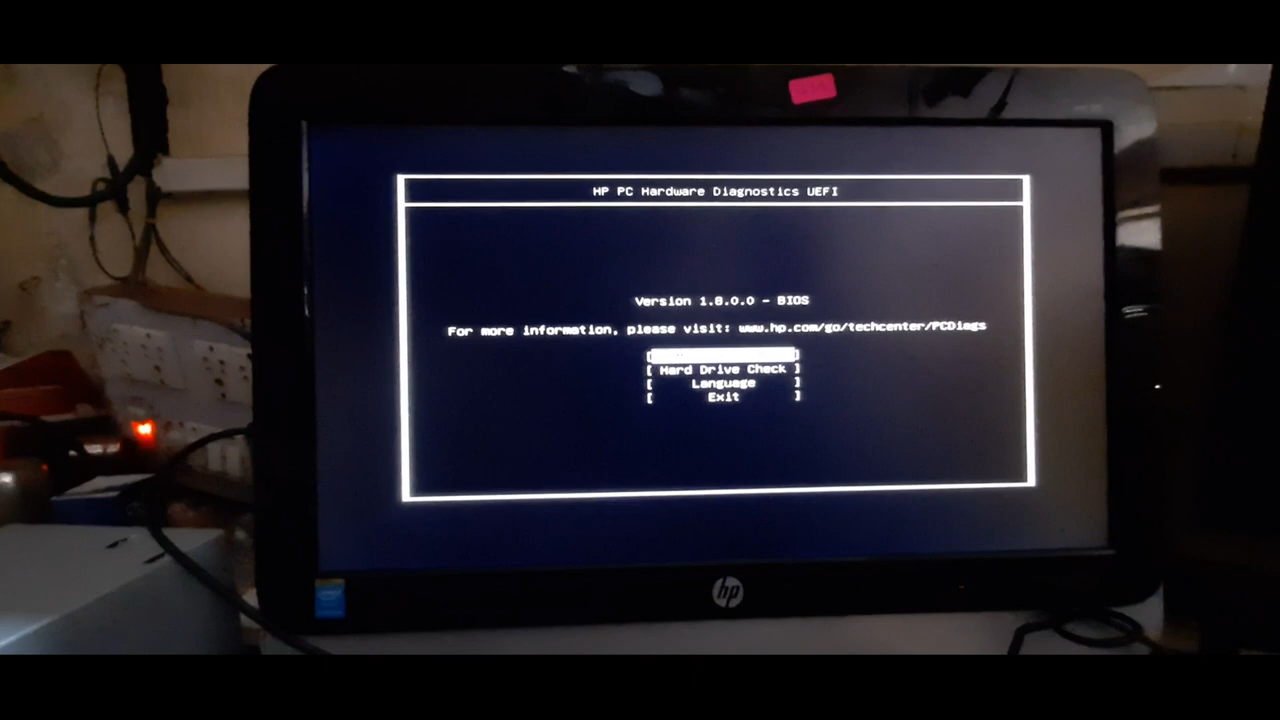 HP PC Hardware Diagnostics UEFI
Version 1.8.0.0 - BIOS
For more information, please visit: www.hp.com/go/techcenter/PCDiags
[ ]
[ Hard Drive Check ]
[ Language ]
[ Exit ]
hp